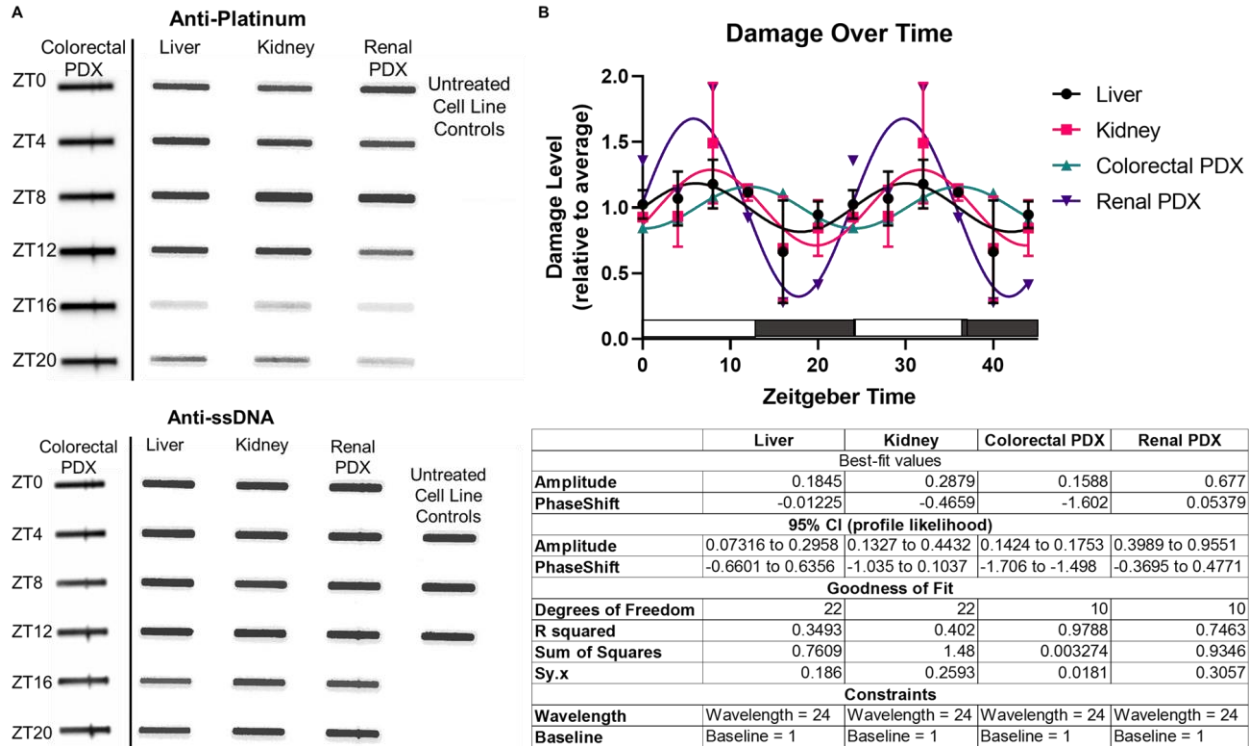 A
Anti-Platinum
Colorectal PDX
Liver
Kidney
Renal PDX
Untreated Cell Line Controls
ZT0
ZT4
ZT8
ZT12
ZT16
ZT20
Anti-ssDNA
Colorectal PDX
Liver
Kidney
Renal PDX
Untreated Cell Line Controls
ZT0
ZT4
ZT8
ZT12
ZT16
ZT20
B
Damage Over Time
Damage Level
(relative to average)
2.0
1.5
1.0
0.5
0.0
0
10
20
30
40
Zeitgeber Time
Liver
Kidney
Colorectal PDX
Renal PDX
Liver Kidney Colorectal PDX Renal PDX
Best-fit values
Amplitude 0.1845 0.2879 0.1588 0.677
PhaseShift -0.01225 -0.4659 -1.602 0.05379
95% CI (profile likelihood)
Amplitude 0.07316 to 0.2958 0.1327 to 0.4432 0.1424 to 0.1753 0.3989 to 0.9551
PhaseShift -0.6601 to 0.6356 -1.035 to 0.1037 -1.706 to -1.498 -0.3695 to 0.4771
Goodness of Fit
Degrees of Freedom 22 22 10 10
R squared 0.3493 0.402 0.9788 0.7463
Sum of Squares 0.7609 1.48 0.003274 0.9346
Sy.x 0.186 0.2593 0.0181 0.3057
Constraints
Wavelength Wavelength = 24 Wavelength = 24 Wavelength = 24 Wavelength = 24
Baseline Baseline = 1 Baseline = 1 Baseline = 1 Baseline = 1